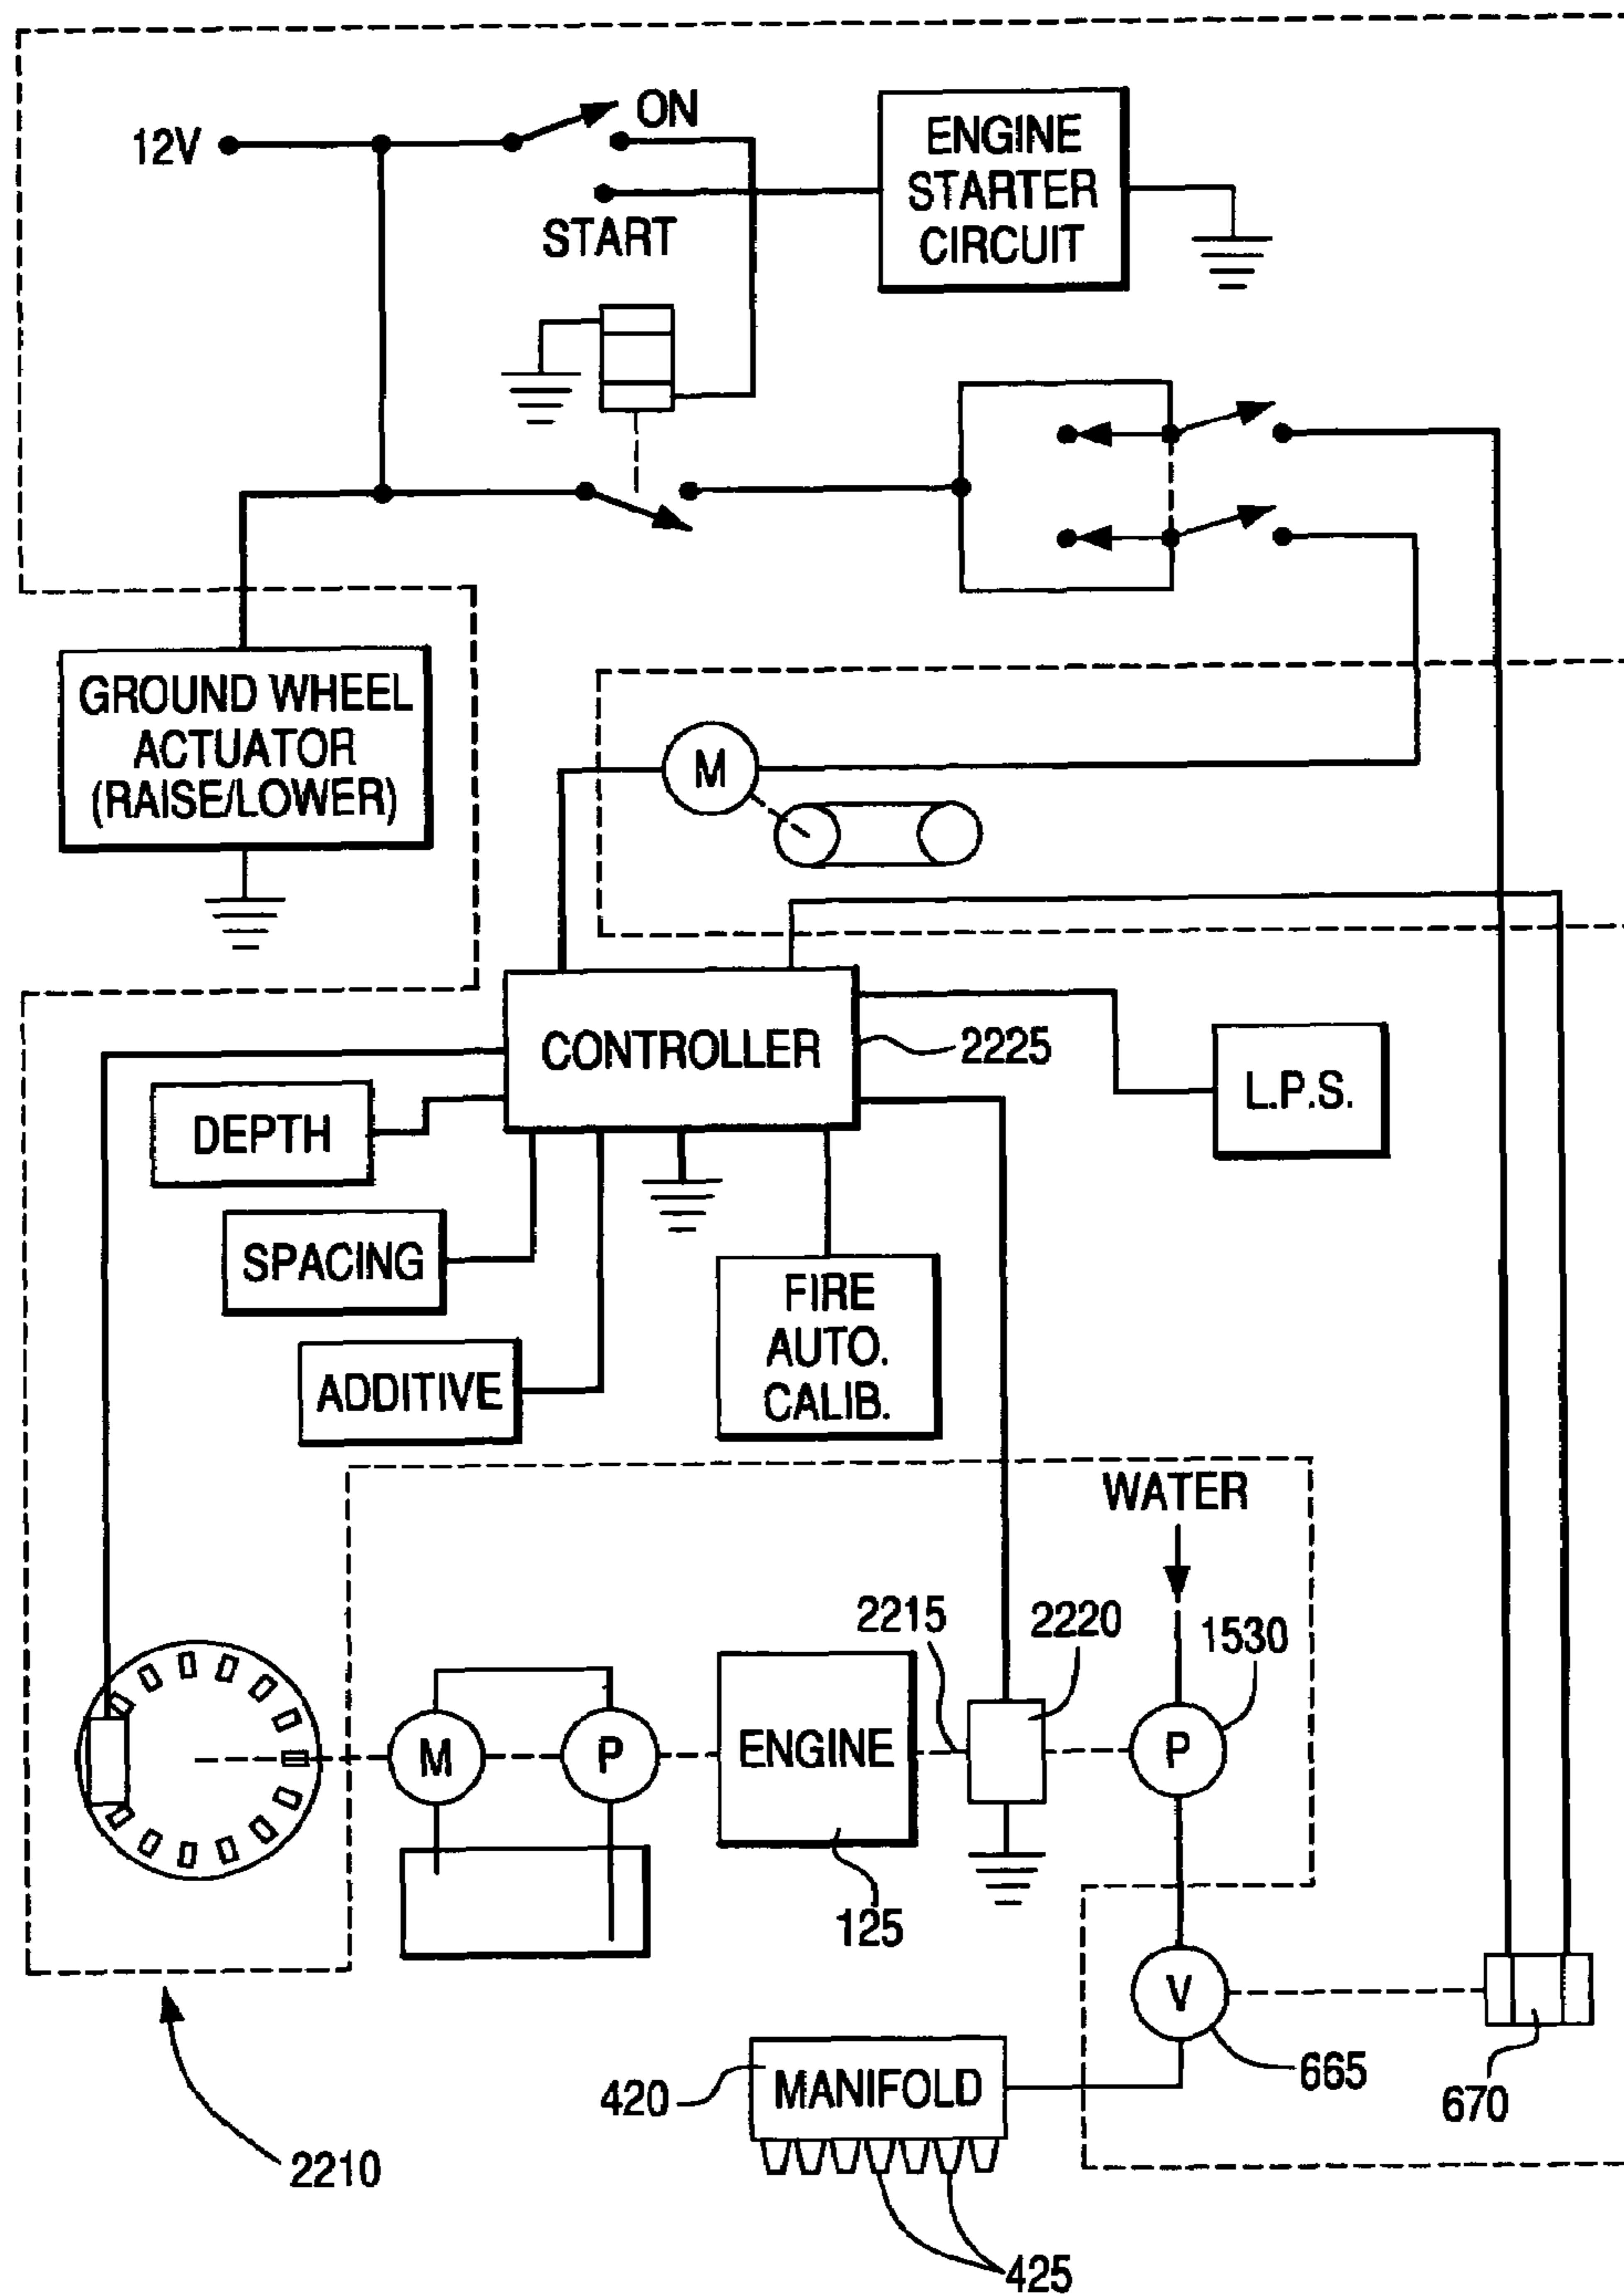 12V
ON
START
ENGINE
STARTER
CIRCUIT
GROUND WHEEL
ACTUATOR
(RAISE/LOWER)
M
CONTROLLER
2225
L.P.S.
DEPTH
SPACING
ADDITIVE
FIRE
AUTO.
CALIB.
WATER
2215
2220
1530
M
P
ENGINE
P
125
V
665
670
420
MANIFOLD
2210
425